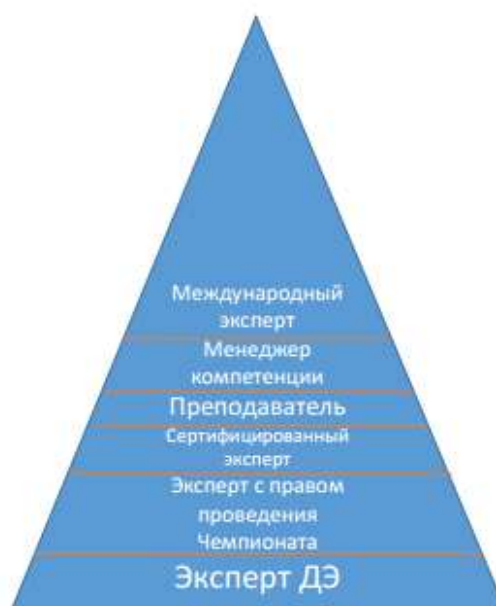 Международный
эксперт
Менеджер
компетенции
Преподаватель
Сертифицированный
эксперт
Эксперт с правом
проведения
Чемпионата
Эксперт ДЭ